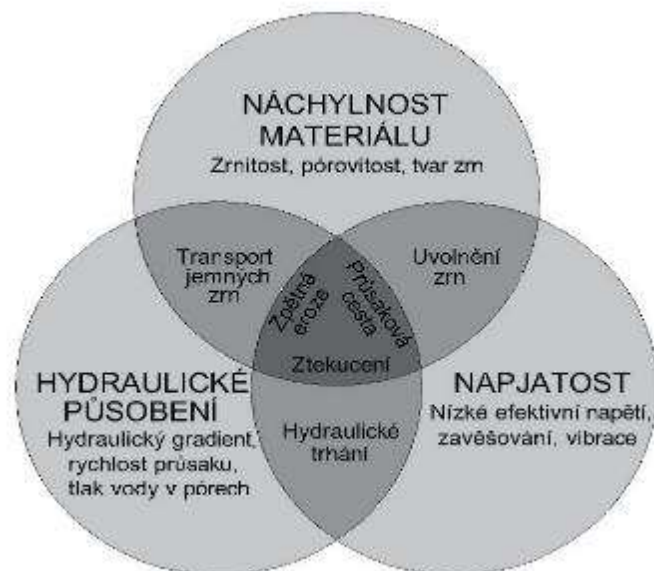 NÁCHYLNOST
MATERIÁLU
Zrnitost, pórovitost, tvar zrn
Transport
jemných
zrn
Uvolnění
zrn
Zpětná
eroze
Průsaková
cesta
Ztekucení
HYDRAULICKÉ
PŮSOBENÍ
Hydraulický gradient,
rychlost průsaku,
tlak vody v pórech
Hydraulické
trhání
NAPJATOST
Nízké efektivní napětí,
zavěšování, vibrace